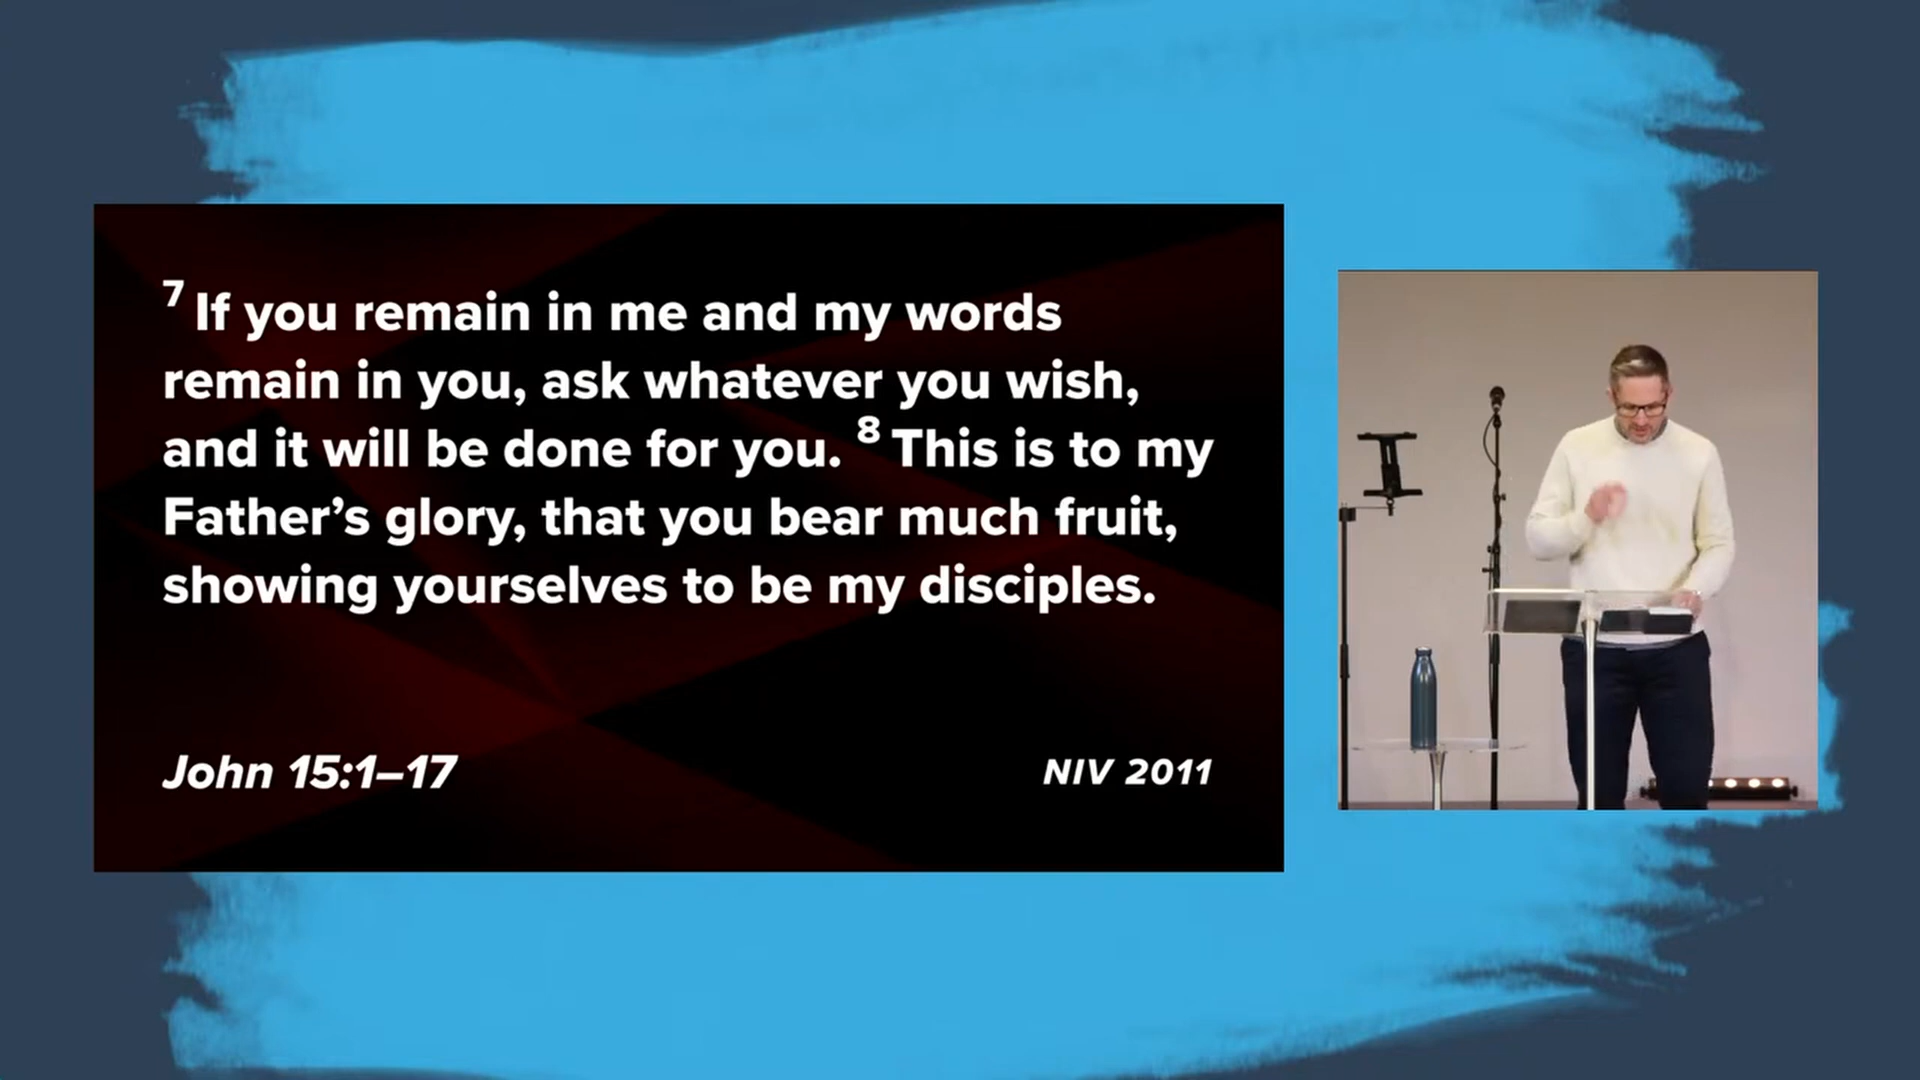 7 If you remain in me and my words
remain in you, ask whatever you wish,
and it will be done for you. 8 This is to my
Father’s glory, that you bear much fruit,
showing yourselves to be my disciples.
John 15:1–17
NIV 2011